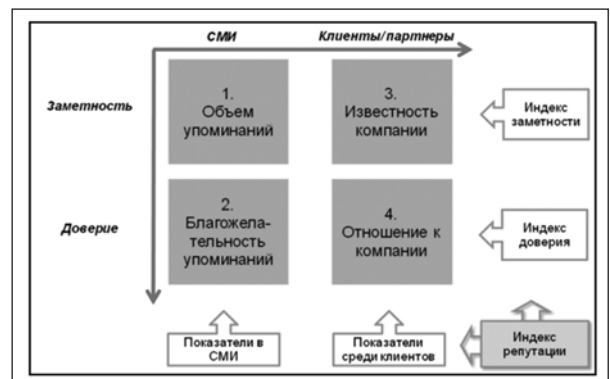 СМИ
Клиенты/партнеры
Заметность
1.
Объем
упоминаний
3.
Известность
компании
Индекс
заметности
Доверие
2.
Благожела-
тельность
упоминаний
4.
Отношение к
компании
Индекс
доверия
Показатели в
СМИ
Показатели
среди клиентов
Индекс
репутации